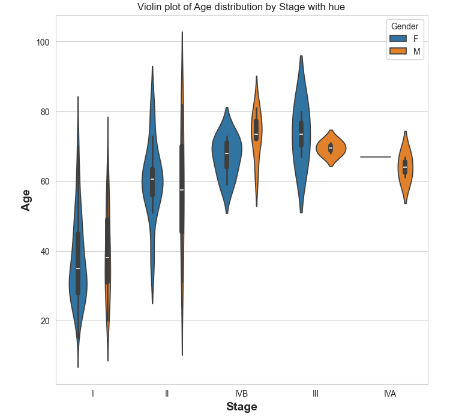 Violin plot of Age distribution by Stage with hue
Gender
F
M
100
80
60
40
20
Age
I II IVB III IVA
Stage